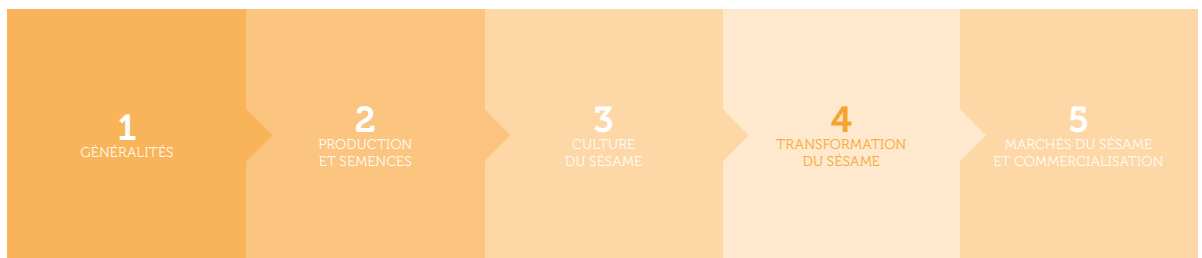 1
GÉNÉRALITÉS
2
PRODUCTION
ET SEMENCES
3
CULTURE
DU SÉSAME
4
TRANSFORMATION
DU SÉSAME
5
MARCHÉS DU SÉSAME
ET COMMERCIALISATION